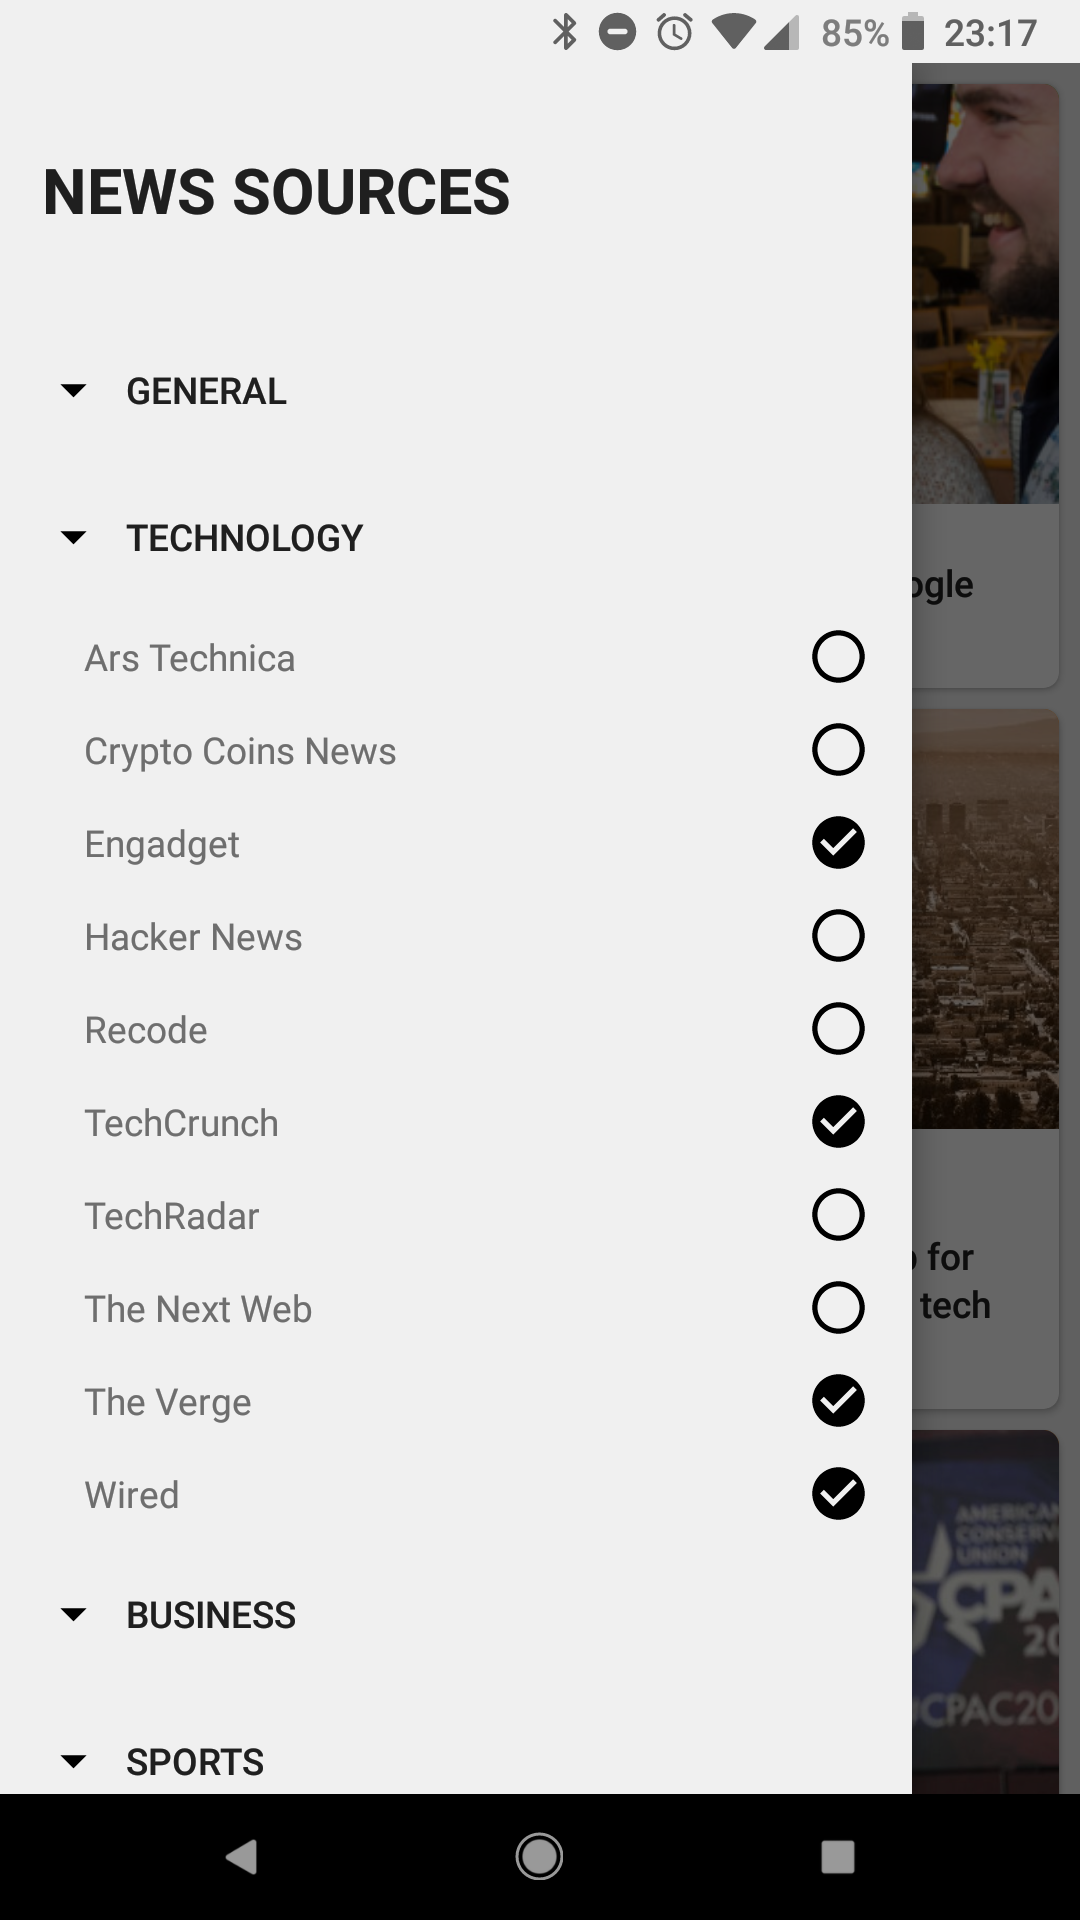 85% 23:17
NEWS SOURCES
GENERAL
TECHNOLOGY
ogle
Ars Technica
Crypto Coins News
Engadget
Hacker News
Recode
TechCrunch
TechRadar
for
The Next Web
tech
The Verge
Wired
AMERICAN
CONSERV
UNION
CPA
20
BUSINESS
CPAC20
SPORTS